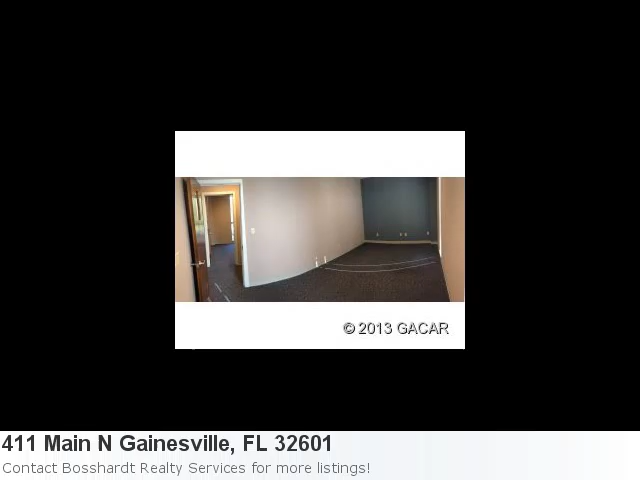 © 2013 GACAR
411 Main N Gainesville, FL 32601
Contact Bosshardt Realty Services for more listings!